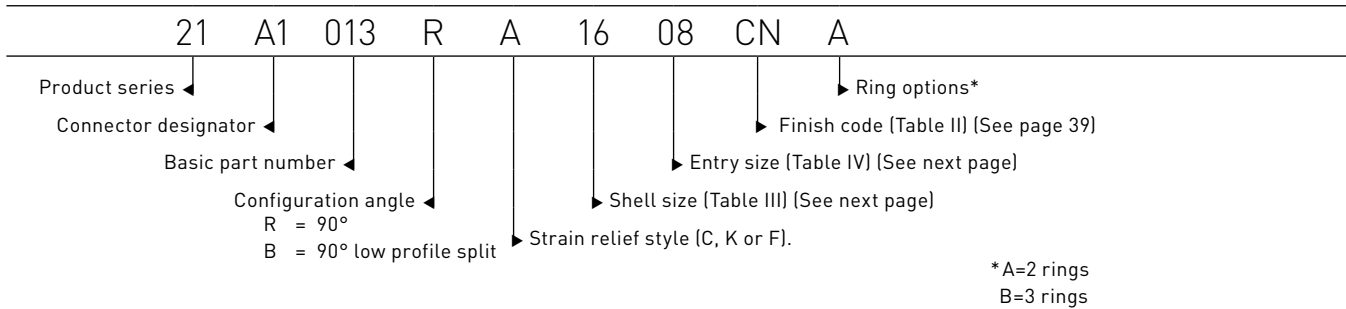 21 A1 013 R A 16 08 CN A
Product series
Ring options*
Connector designator
Finish code (Table II) (See page 39)
Basic part number
Entry size (Table IV) (See next page)
Configuration angle
Shell size (Table III) (See next page)
R = 90°
Strain relief style (C, K or F).
B = 90° low profile split
*A=2 rings
B=3 rings